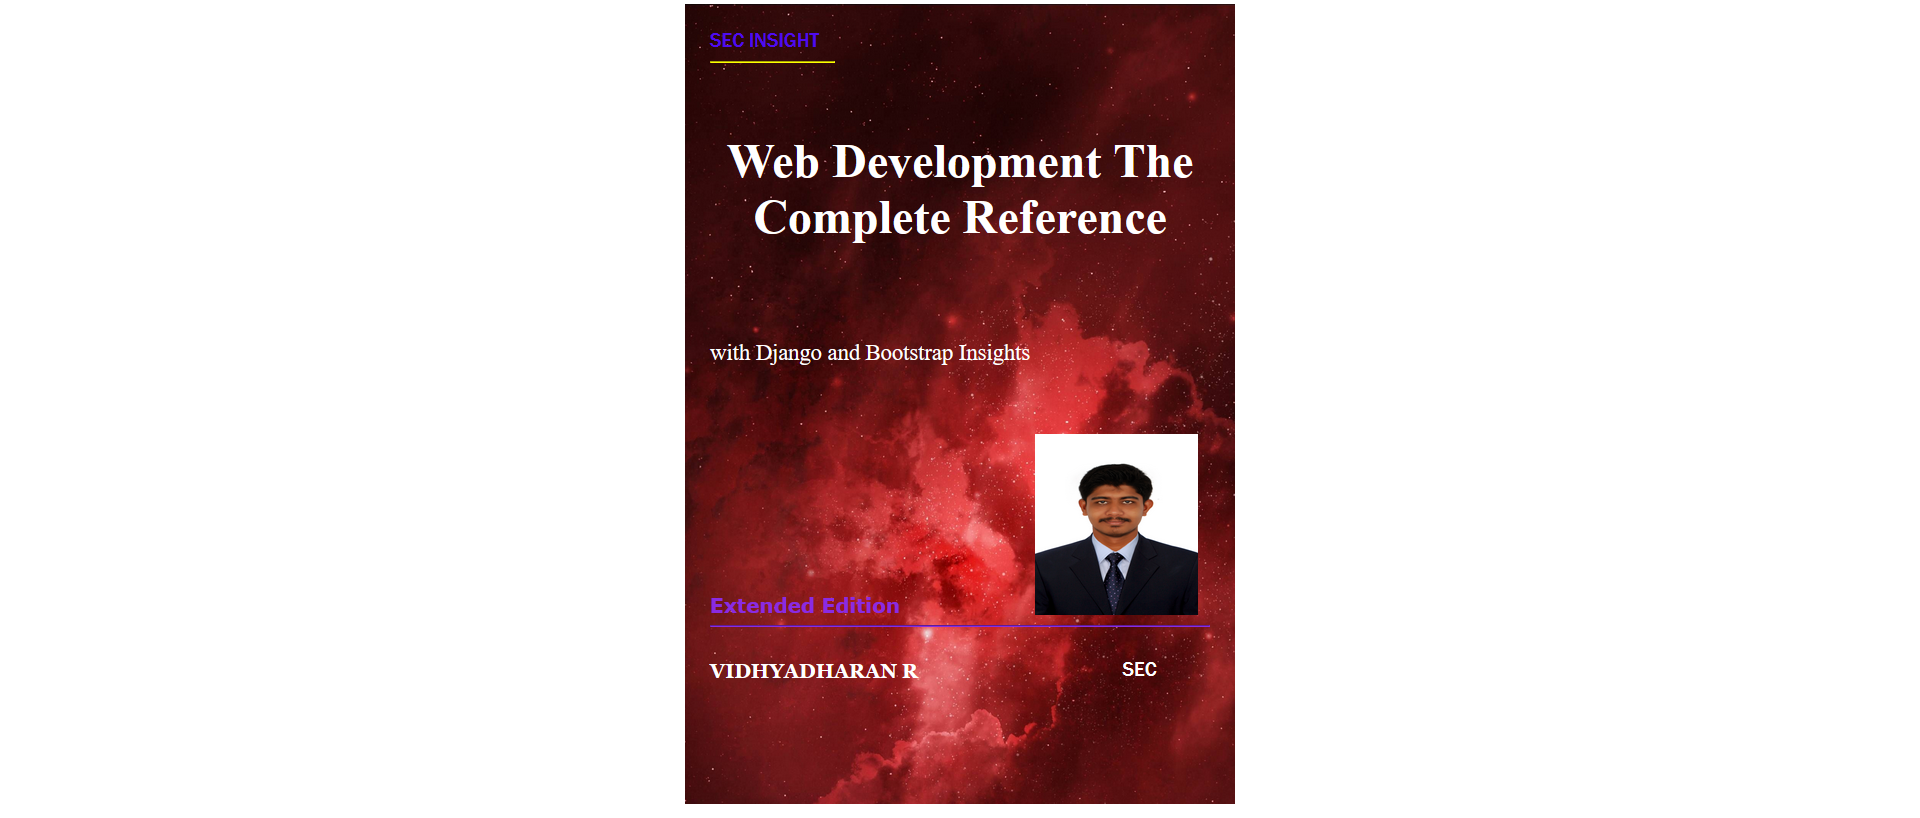 SEC INSIGHT
Web Development The
Complete Reference
with Django and Bootstrap Insights
Extended Edition
VIDHYADHARAN R
SEC